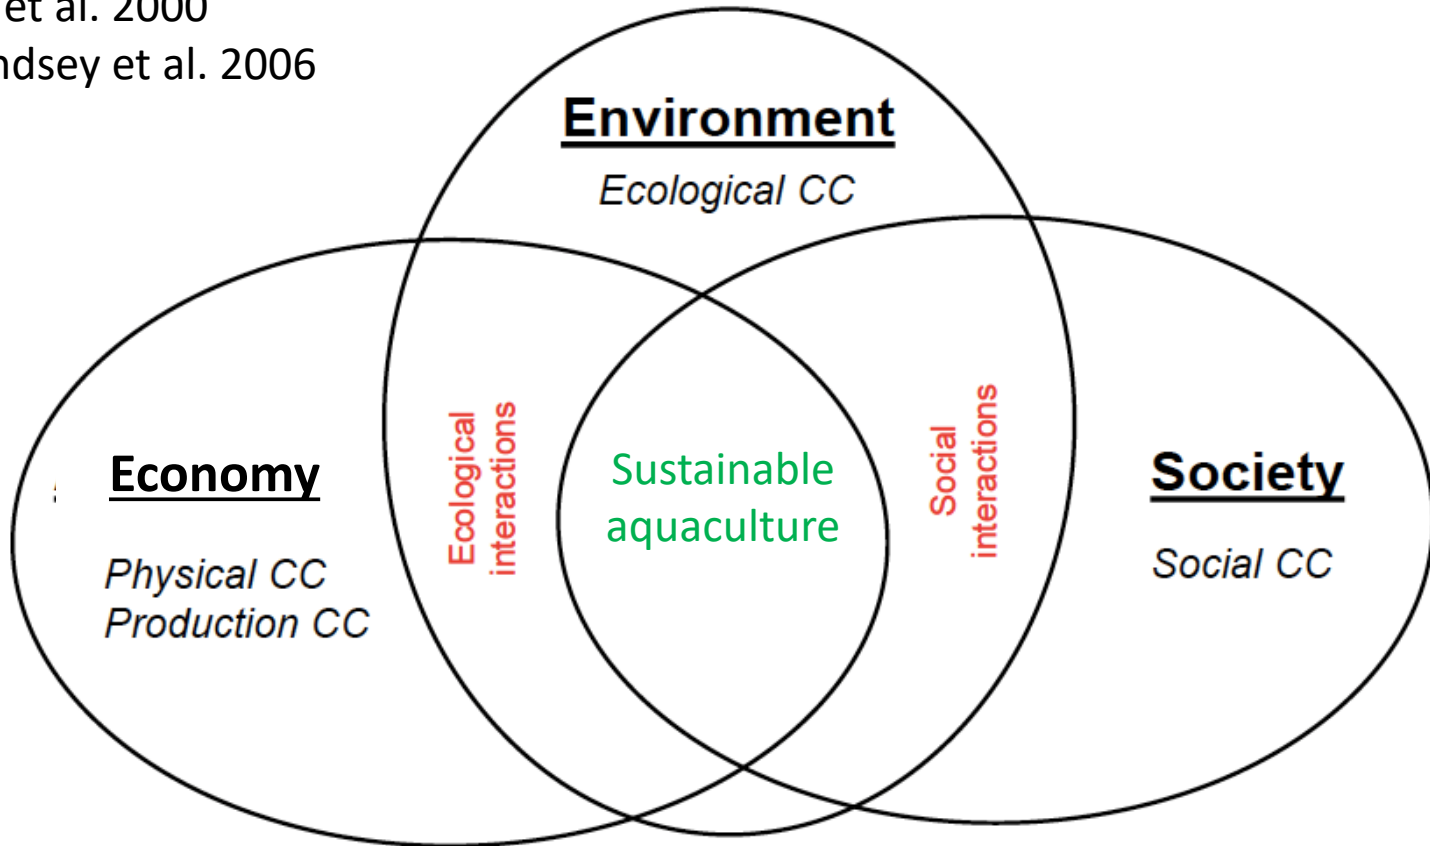 et al. 2000
ndsey et al. 2006
Environment
Ecological CC
Economy
Physical CC
Production CC
Ecological
interactions
Sustainable
aquaculture
Social
interactions
Society
Social CC